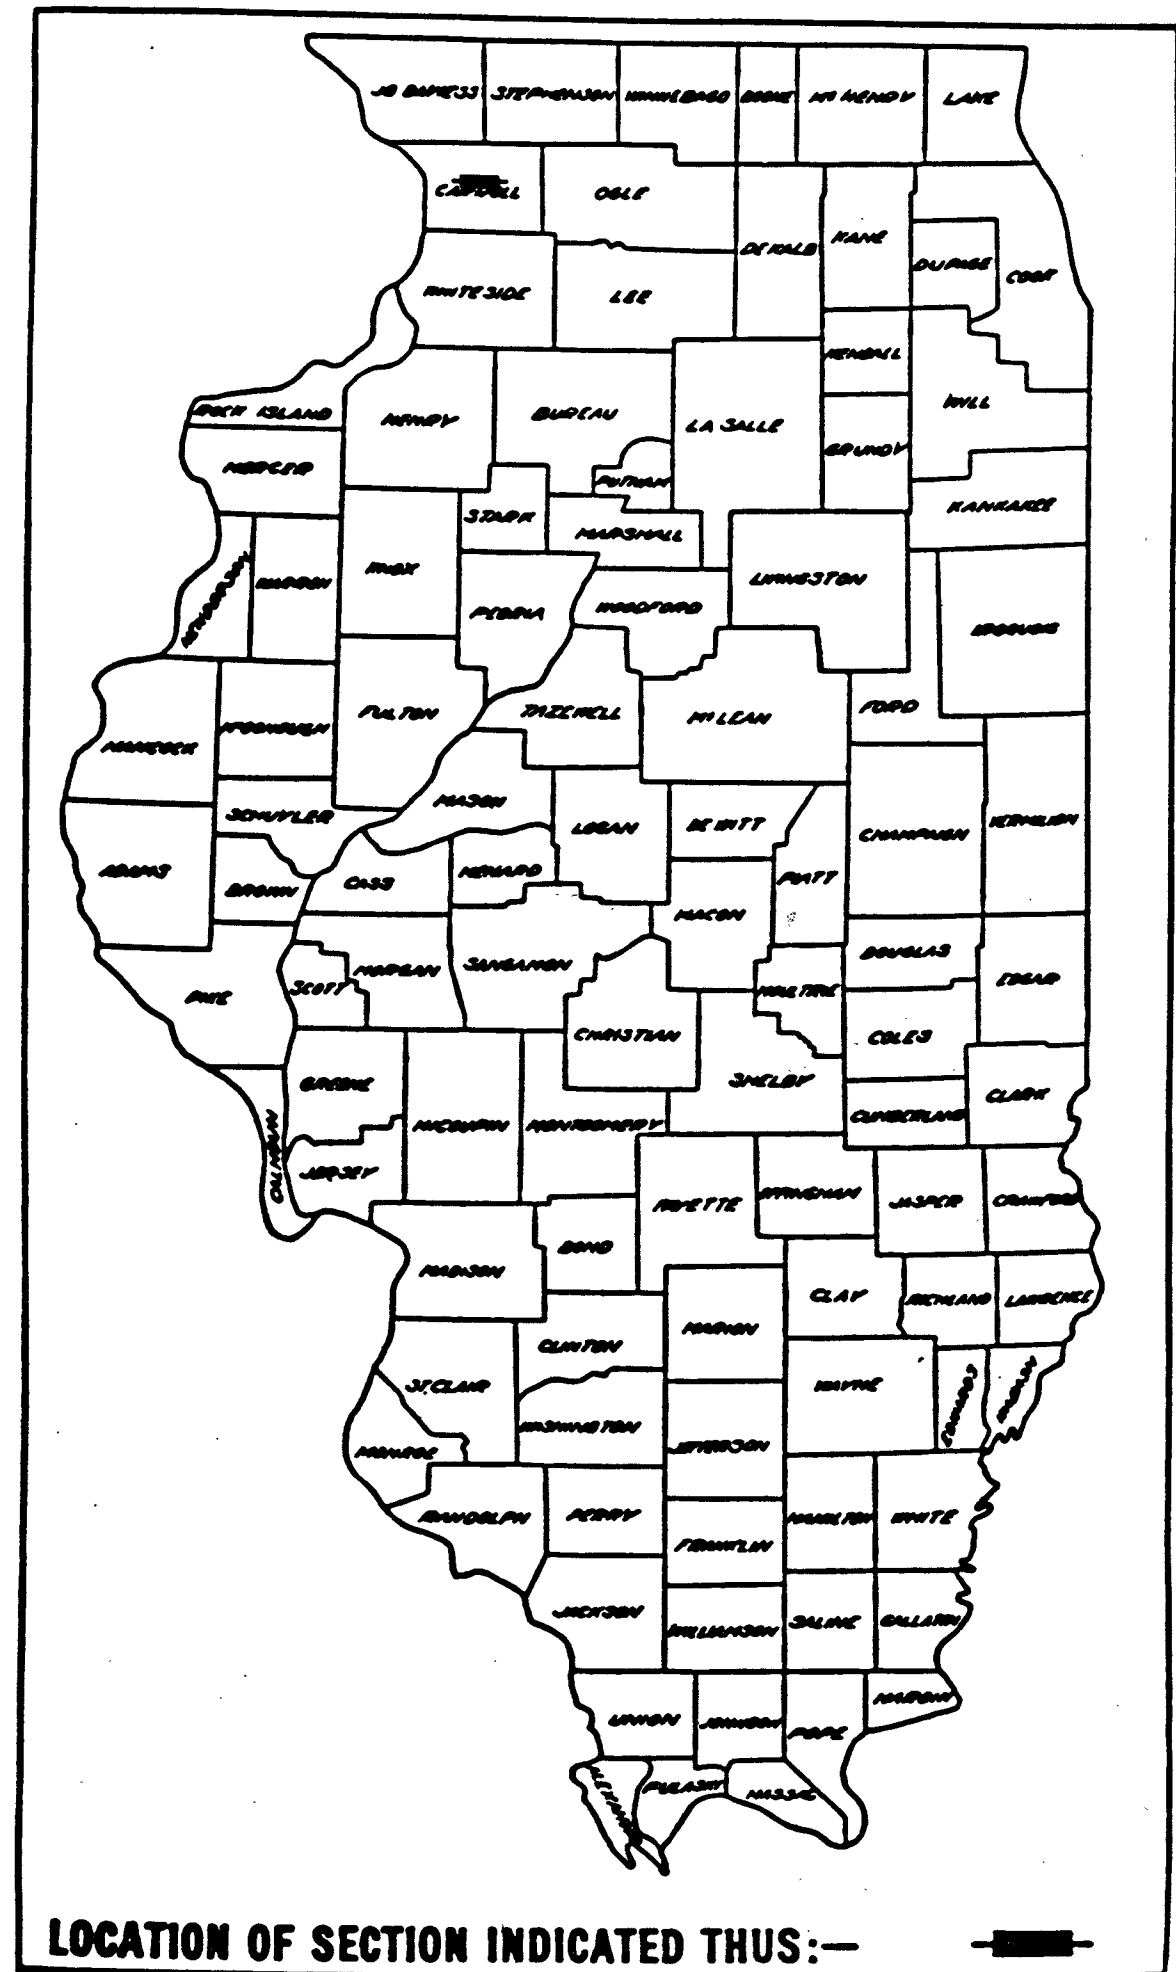 JO DAVIESS STEPHENSON WINNEBAGO BOONE McHENRY LAKE
CARROLL OGLE
DE KALB KANE
DU PAGE COOK
WHITESIDE LEE
KENDALL
ROCK ISLAND HENRY BUREAU LA SALLE WILL
GRUNDY
MERCER
PUTNAM
STARK MARSHALL KANKAKEE
HENDERSON WARREN KNOX
PEORIA WOODFORD LIVINGSTON
IROQUOIS
HANCOCK McDONOUGH FULTON TAZEWELL McLEAN FORD
SCHUYLER MASON
LOGAN DE WITT CHAMPAIGN VERMILION
ADAMS BROWN CASS MENARD
PIATT
MACON
PIKE SCOTT MORGAN SANGAMON DOUGLAS EDGAR
MOULTRIE
CHRISTIAN COLES
GREENE SHELBY CLARK
CALHOUN
MACOUPIN MONTGOMERY CUMBERLAND
JERSEY
FAYETTE EFFINGHAM JASPER CRAWFORD
BOND
MADISON
CLAY RICHLAND LAWRENCE
CLINTON MARION
ST. CLAIR WAYNE EDWARDS WABASH
WASHINGTON JEFFERSON
MONROE
RANDOLPH PERRY FRANKLIN HAMILTON WHITE
JACKSON WILLIAMSON SALINE GALLATIN
UNION JOHNSON POPE HARDIN
ALEXANDER PULASKI MASSAC
LOCATION OF SECTION INDICATED THUS:—